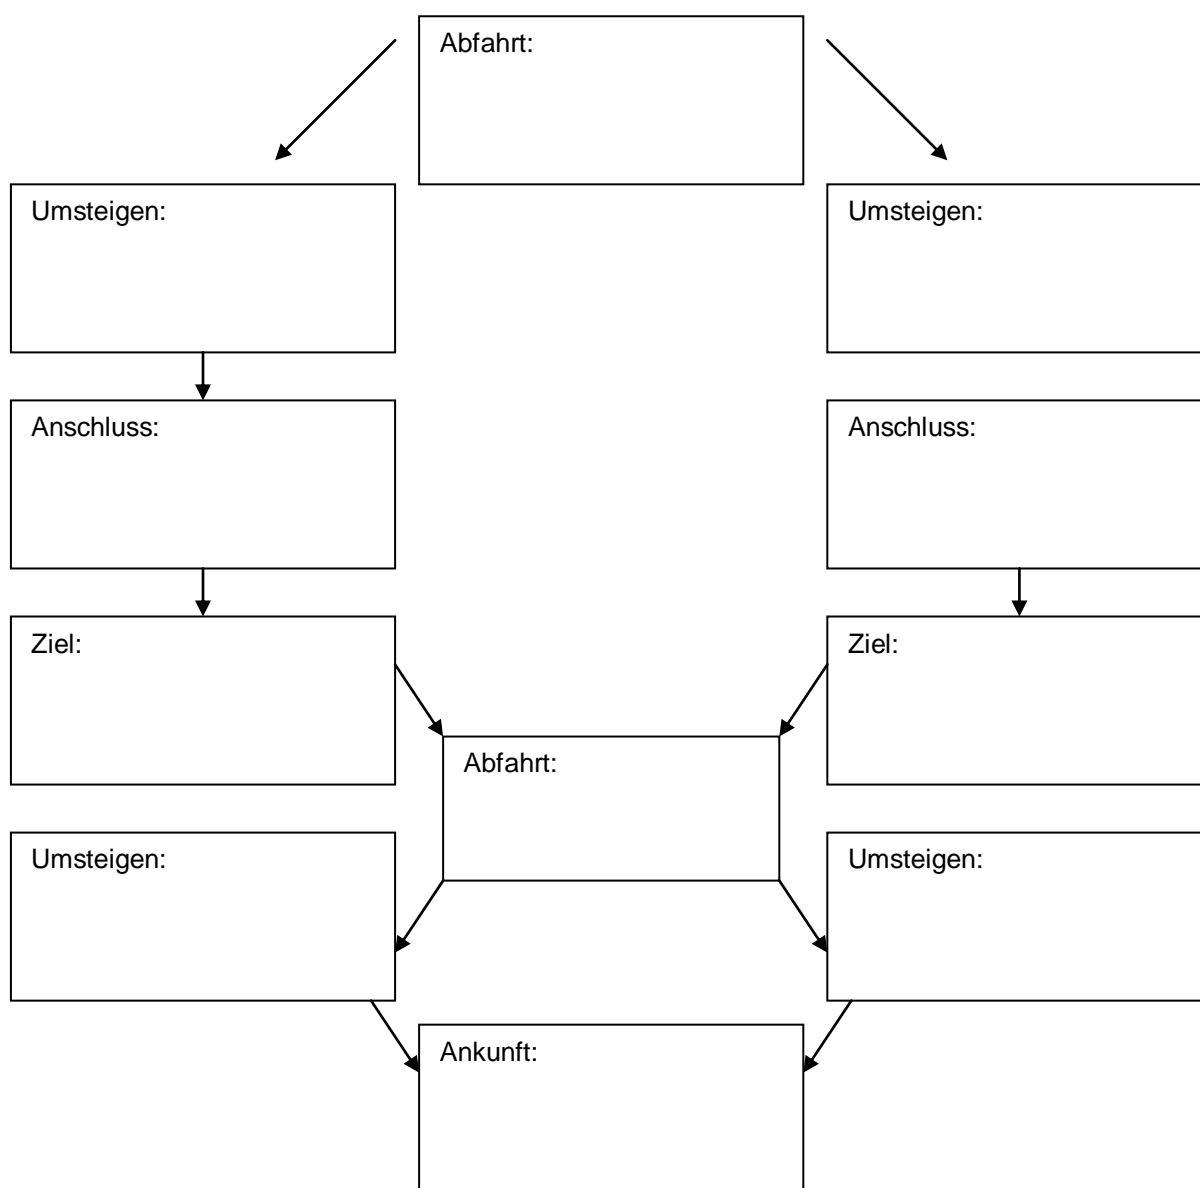 Abfahrt:
Umsteigen:
Umsteigen:
Anschluss:
Anschluss:
Ziel:
Ziel:
Abfahrt:
Umsteigen:
Umsteigen:
Ankunft: